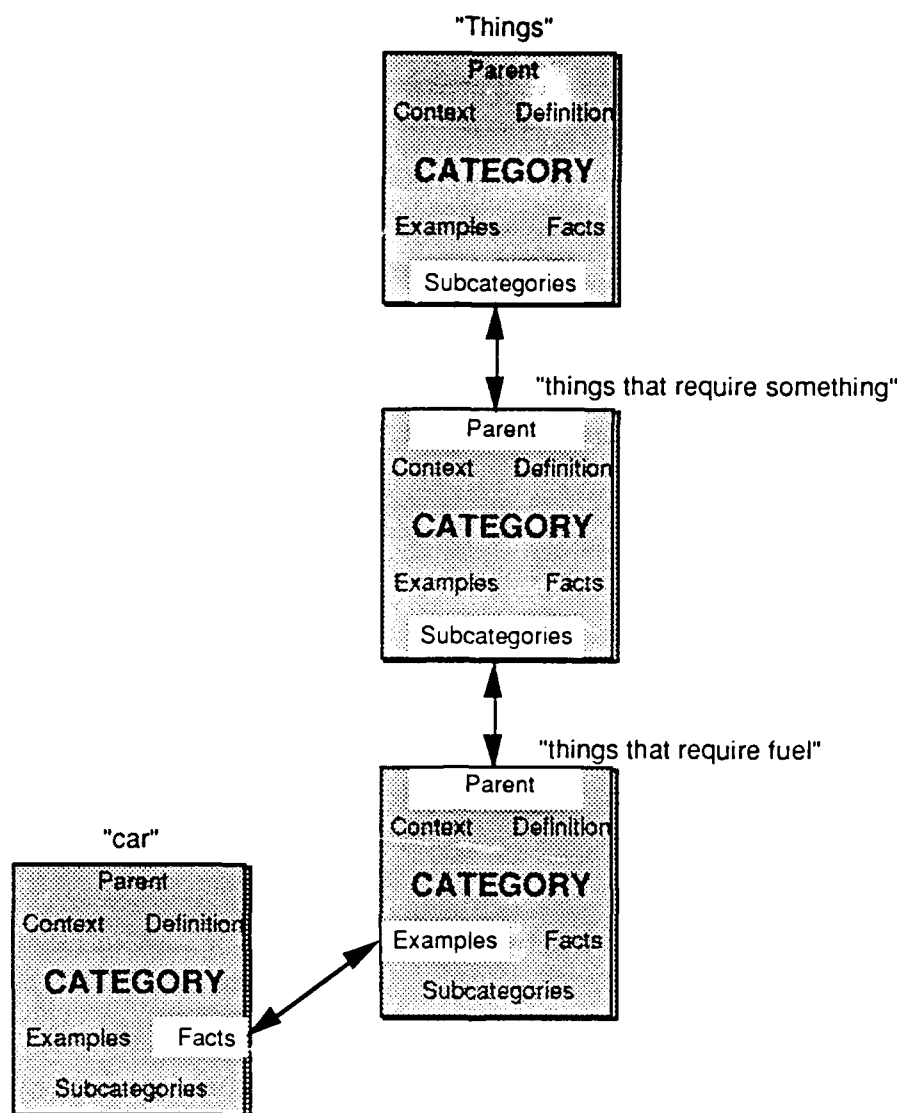 "Things"
Parent
Context Definition
CATEGORY
Examples Facts
Subcategories
"things that require something"
Parent
Context Definition
CATEGORY
Examples Facts
Subcategories
"things that require fuel"
Parent
Context Definition
CATEGORY
Examples Facts
Subcategories
"car"
Parent
Context Definition
CATEGORY
Examples Facts
Subcategories